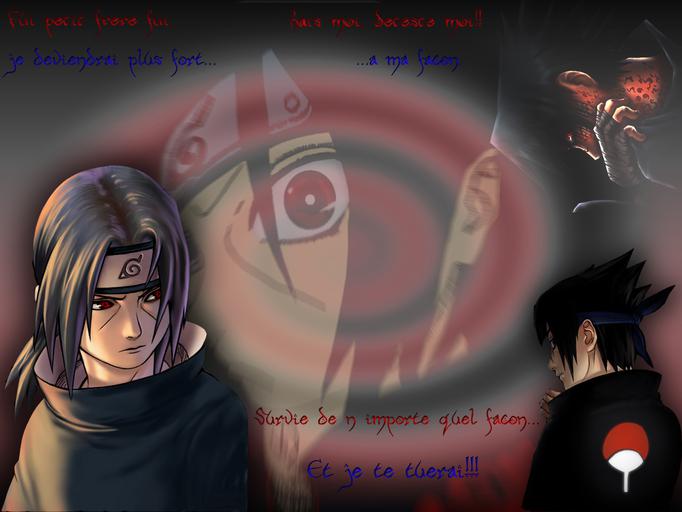 Fui petit frere fui
hais moi deteste moi!!
je deviendrai plus fort...
...a ma facon
Survie de n importe quel facon...
Et je te tuerai!!!